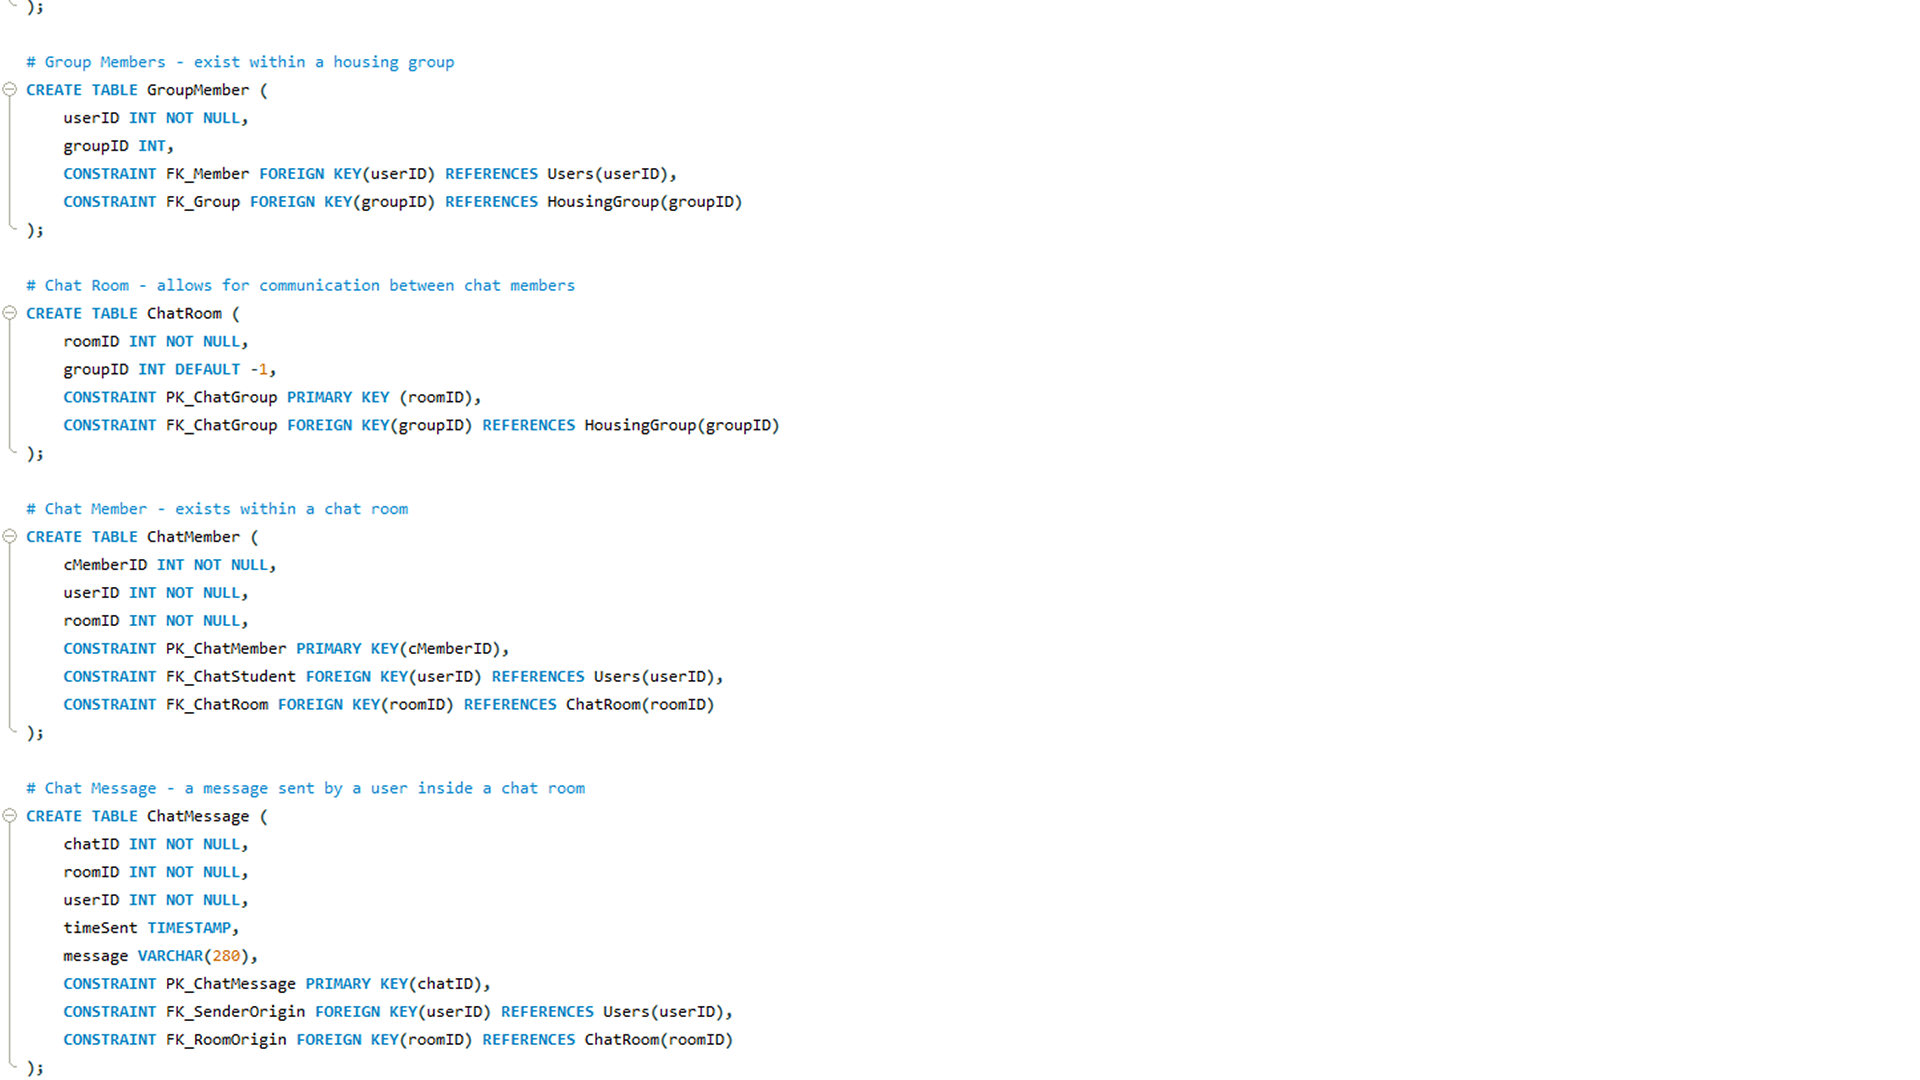 );
# Group Members - exist within a housing group
CREATE TABLE GroupMember (
userID INT NOT NULL,
groupID INT,
CONSTRAINT FK_Member FOREIGN KEY(userID) REFERENCES Users(userID),
CONSTRAINT FK_Group FOREIGN KEY(groupID) REFERENCES HousingGroup(groupID)
);
# Chat Room - allows for communication between chat members
CREATE TABLE ChatRoom (
roomID INT NOT NULL,
groupID INT DEFAULT -1,
CONSTRAINT PK_ChatGroup PRIMARY KEY (roomID),
CONSTRAINT FK_ChatGroup FOREIGN KEY(groupID) REFERENCES HousingGroup(groupID)
);
# Chat Member - exists within a chat room
CREATE TABLE ChatMember (
cMemberID INT NOT NULL,
userID INT NOT NULL,
roomID INT NOT NULL,
CONSTRAINT PK_ChatMember PRIMARY KEY(cMemberID),
CONSTRAINT FK_ChatStudent FOREIGN KEY(userID) REFERENCES Users(userID),
CONSTRAINT FK_ChatRoom FOREIGN KEY(roomID) REFERENCES ChatRoom(roomID)
);
# Chat Message - a message sent by a user inside a chat room
CREATE TABLE ChatMessage (
chatID INT NOT NULL,
roomID INT NOT NULL,
userID INT NOT NULL,
timeSent TIMESTAMP,
message VARCHAR(280),
CONSTRAINT PK_ChatMessage PRIMARY KEY(chatID),
CONSTRAINT FK_SenderOrigin FOREIGN KEY(userID) REFERENCES Users(userID),
CONSTRAINT FK_RoomOrigin FOREIGN KEY(roomID) REFERENCES ChatRoom(roomID)
);